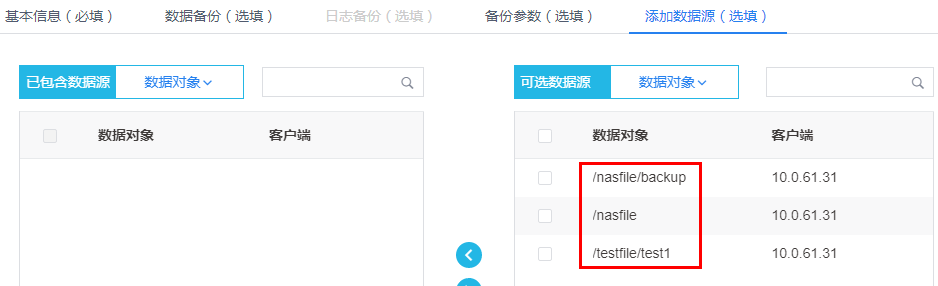 基本信息（必填） 数据备份（选填） 日志备份（选填） 备份参数（选填） 添加数据源（选填）
已包含数据源 数据对象 可选数据源 数据对象
数据对象 客户端 数据对象 客户端
/nasfile/backup 10.0.61.31
/nasfile 10.0.61.31
/testfile/test1 10.0.61.31